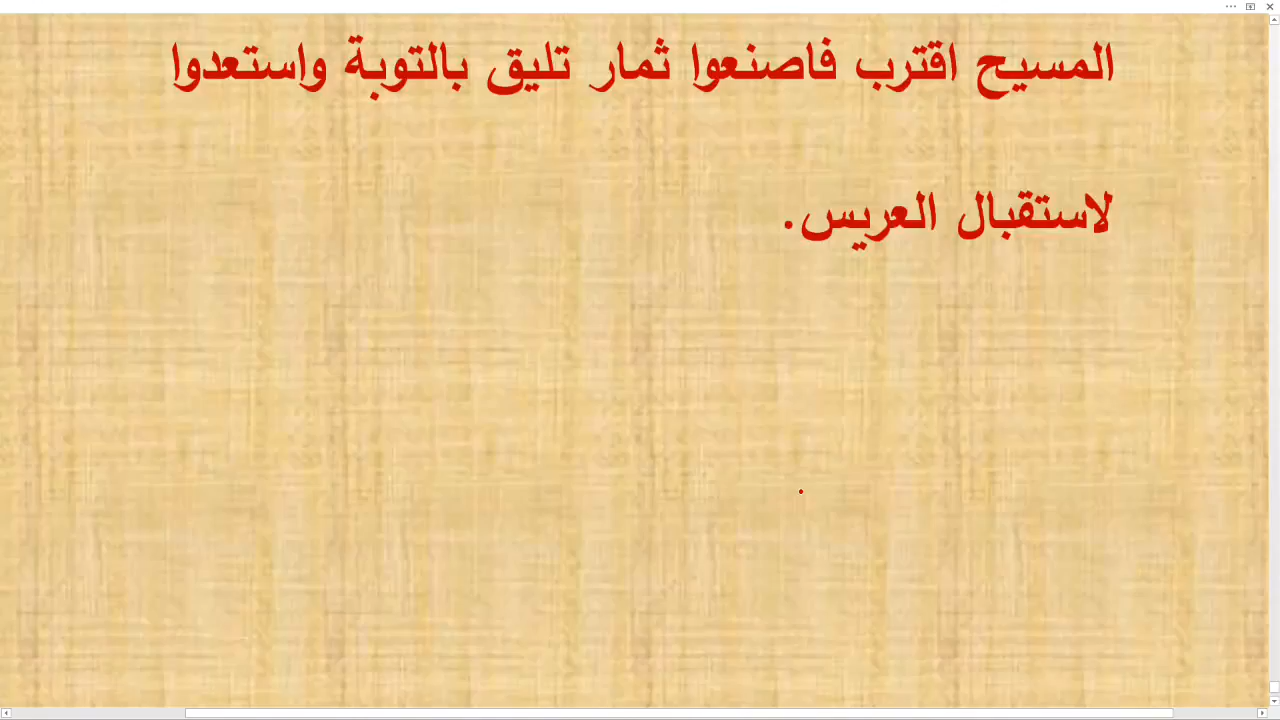 المسيح اقترب فاصنعوا ثمار تليق بالتوبة واستعدوا
لاستقبال العريس.